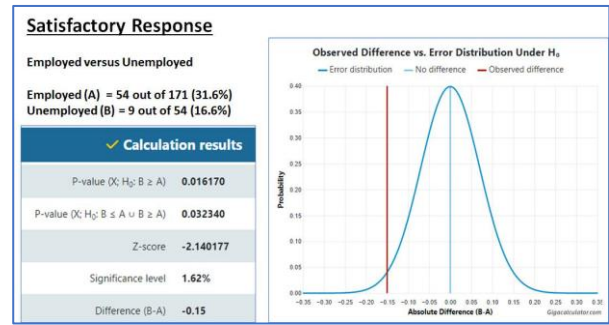 Satisfactory Response
Employed versus Unemployed
Employed (A) = 54 out of 171 (31.6%)
Unemployed (B) = 9 out of 54 (16.6%)
✓ Calculation results
P-value (X; H₀: B ≥ A) 0.016170
P-value (X; H₀: B ≤ A ∪ B ≥ A) 0.032340
Z-score -2.140177
Significance level 1.62%
Difference (B-A) -0.15
Observed Difference vs. Error Distribution Under H₀
Error distribution No difference Observed difference
Probability
0.40
0.35
0.30
0.25
0.20
0.15
0.10
0.05
0.00
-0.35 -0.30 -0.25 -0.20 -0.15 -0.10 -0.05 0.00 0.05 0.10 0.15 0.20 0.25 0.30 0.35
Absolute Difference (B-A)
Gigacalculator.com